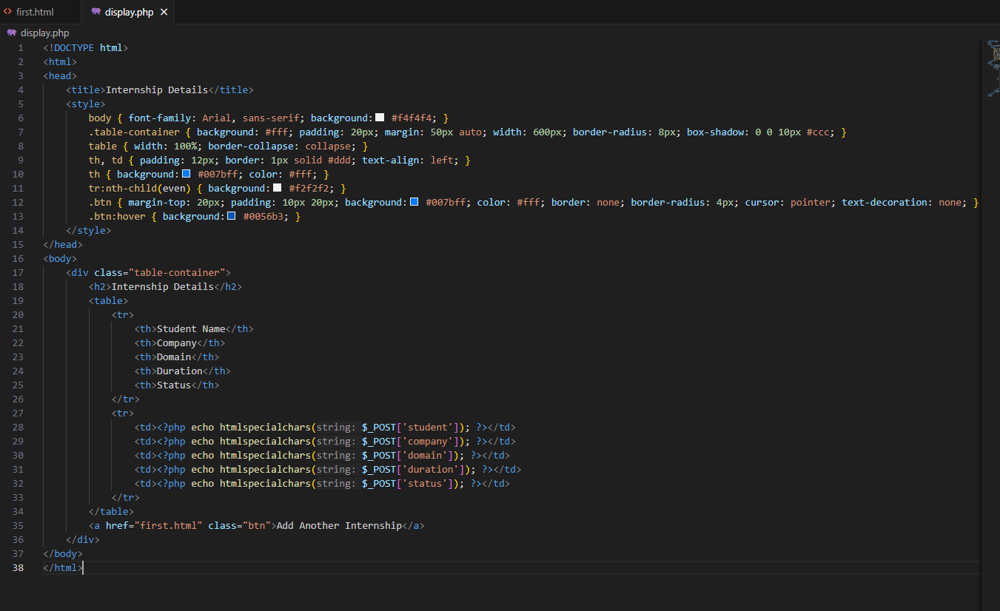 first.html display.php
display.php
1 <!DOCTYPE html>
2 <html>
3 <head>
4     <title>Internship Details</title>
5     <style>
6         body { font-family: Arial, sans-serif; background: #f4f4f4; }
7         .table-container { background: #fff; padding: 20px; margin: 50px auto; width: 600px; border-radius: 8px; box-shadow: 0 0 10px #ccc; }
8         table { width: 100%; border-collapse: collapse; }
9         th, td { padding: 12px; border: 1px solid #ddd; text-align: left; }
10         th { background: #007bff; color: #fff; }
11         tr:nth-child(even) { background: #f2f2f2; }
12         .btn { margin-top: 20px; padding: 10px 20px; background: #007bff; color: #fff; border: none; border-radius: 4px; cursor: pointer; text-decoration: none; }
13         .btn:hover { background: #0056b3; }
14     </style>
15 </head>
16 <body>
17     <div class="table-container">
18         <h2>Internship Details</h2>
19         <table>
20             <tr>
21                 <th>Student Name</th>
22                 <th>Company</th>
23                 <th>Domain</th>
24                 <th>Duration</th>
25                 <th>Status</th>
26             </tr>
27             <tr>
28                 <td><?php echo htmlspecialchars(string: $_POST['student']); ?></td>
29                 <td><?php echo htmlspecialchars(string: $_POST['company']); ?></td>
30                 <td><?php echo htmlspecialchars(string: $_POST['domain']); ?></td>
31                 <td><?php echo htmlspecialchars(string: $_POST['duration']); ?></td>
32                 <td><?php echo htmlspecialchars(string: $_POST['status']); ?></td>
33             </tr>
34         </table>
35         <a href="first.html" class="btn">Add Another Internship</a>
36     </div>
37 </body>
38 </html>